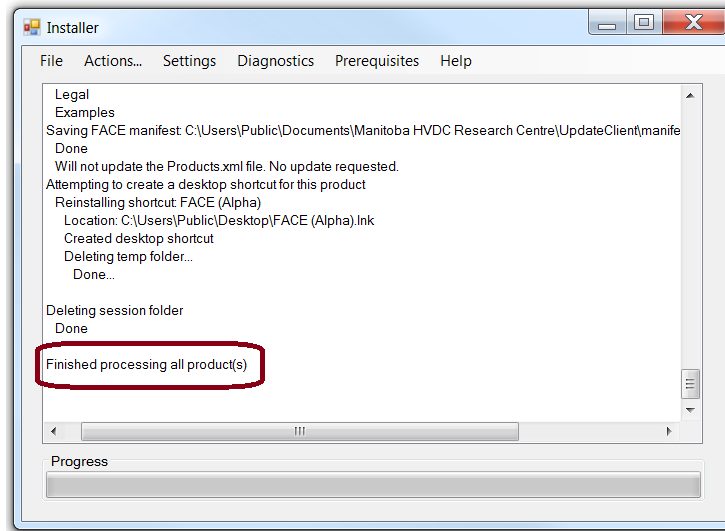 Installer
File Actions... Settings Diagnostics Prerequisites Help
Legal
Examples
Saving FACE manifest: C:\Users\Public\Documents\Manitoba HVDC Research Centre\UpdateClient\manife
Done
Will not update the Products.xml file. No update requested.
Attempting to create a desktop shortcut for this product
Reinstalling shortcut: FACE (Alpha)
Location: C:\Users\Public\Desktop\FACE (Alpha).lnk
Created desktop shortcut
Deleting temp folder...
Done...
Deleting session folder
Done
Finished processing all product(s)
Progress